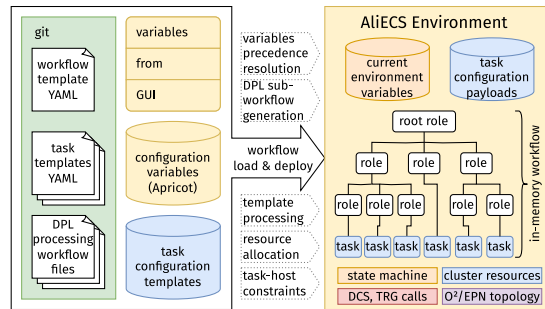 git
workflow
template
YAML
task
templates
YAML
DPL
processing
workflow
files
variables
from
GUI
configuration
variables
(Apricot)
task
configuration
templates
variables
precedence
resolution
DPL sub-
workflow
generation
workflow
load & deploy
template
processing
resource
allocation
task-host
constraints
AliECS Environment
current
environment
variables
task
configuration
payloads
root role
role role role
role role role role role
task task task task task task
in-memory workflow
state machine
cluster resources
DCS, TRG calls
O²/EPN topology